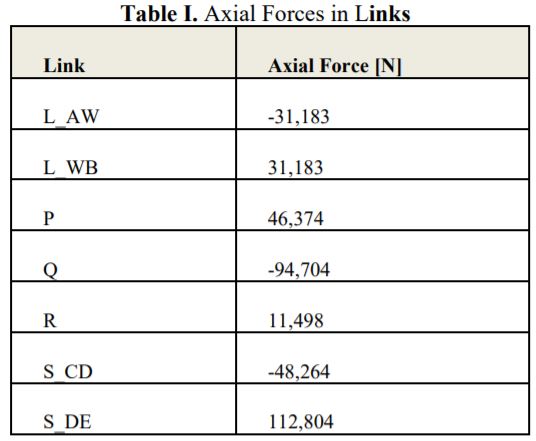 Table I. Axial Forces in Links
Link Axial Force [N]
L_AW -31,183
L_WB 31,183
P 46,374
Q -94,704
R 11,498
S_CD -48,264
S_DE 112,804